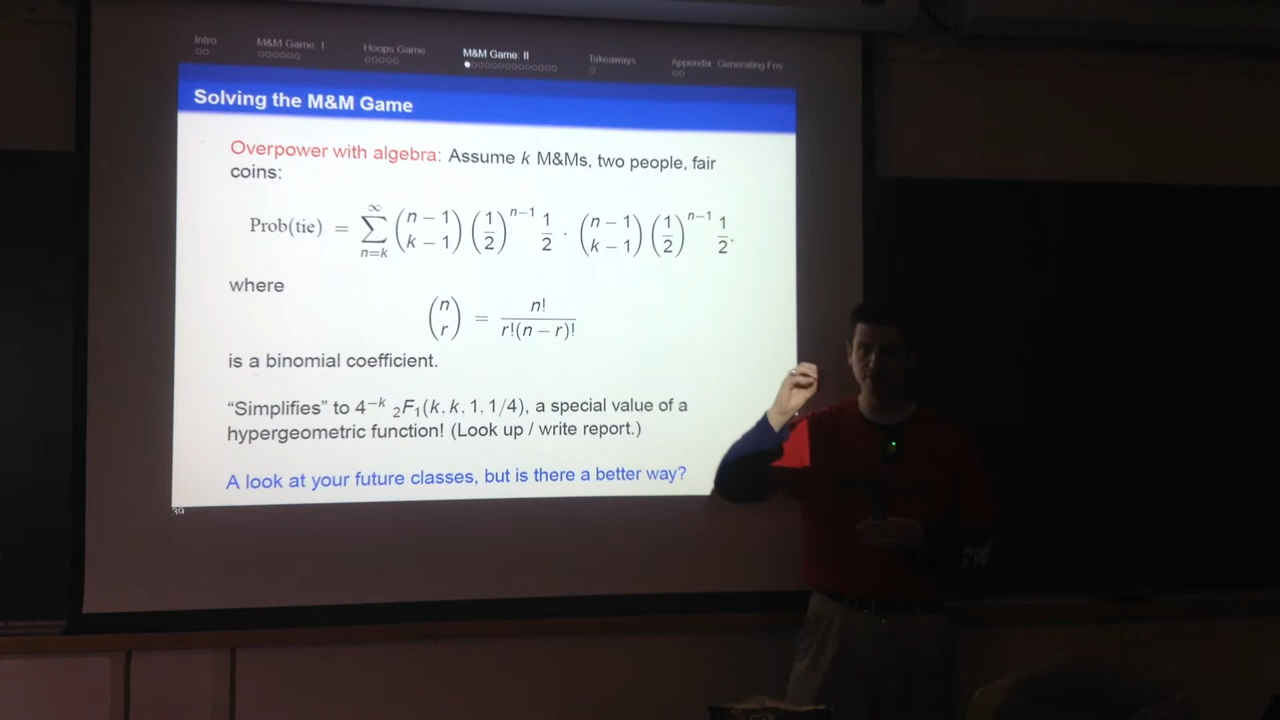 Intro M&M Game: I Hoops Game M&M Game: II Takeaways Appendix: Generating Fns
Solving the M&M Game
Overpower with algebra: Assume k M&Ms, two people, fair
coins:
Prob(tie) = ∑_{n=k}^{∞} (n − 1 choose k − 1) (1/2)^{n−1} 1/2 · (n − 1 choose k − 1) (1/2)^{n−1} 1/2.
where
(n choose r) = n! / r!(n − r)!
is a binomial coefficient.
“Simplifies” to 4^{−k} ₂F₁(k, k, 1, 1/4), a special value of a
hypergeometric function! (Look up / write report.)
A look at your future classes, but is there a better way?
39